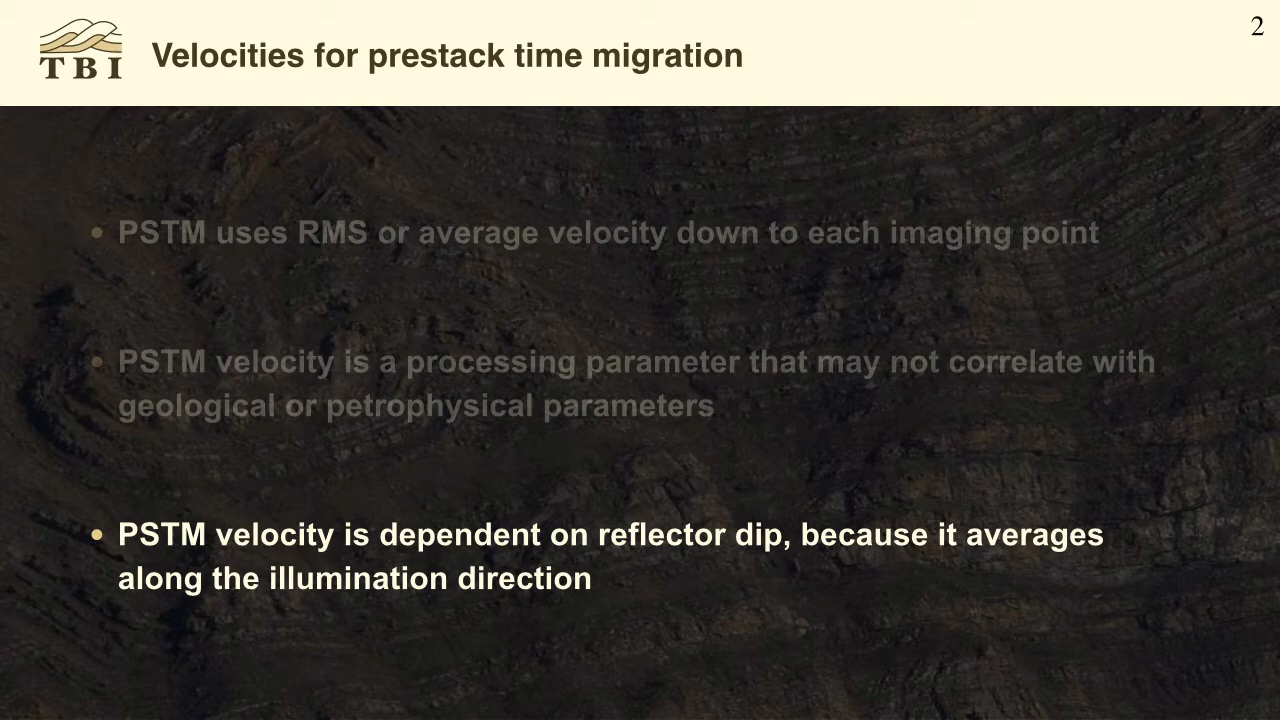 2
TBI
Velocities for prestack time migration
• PSTM uses RMS or average velocity down to each imaging point
• PSTM velocity is a processing parameter that may not correlate with
geological or petrophysical parameters
• PSTM velocity is dependent on reflector dip, because it averages
along the illumination direction